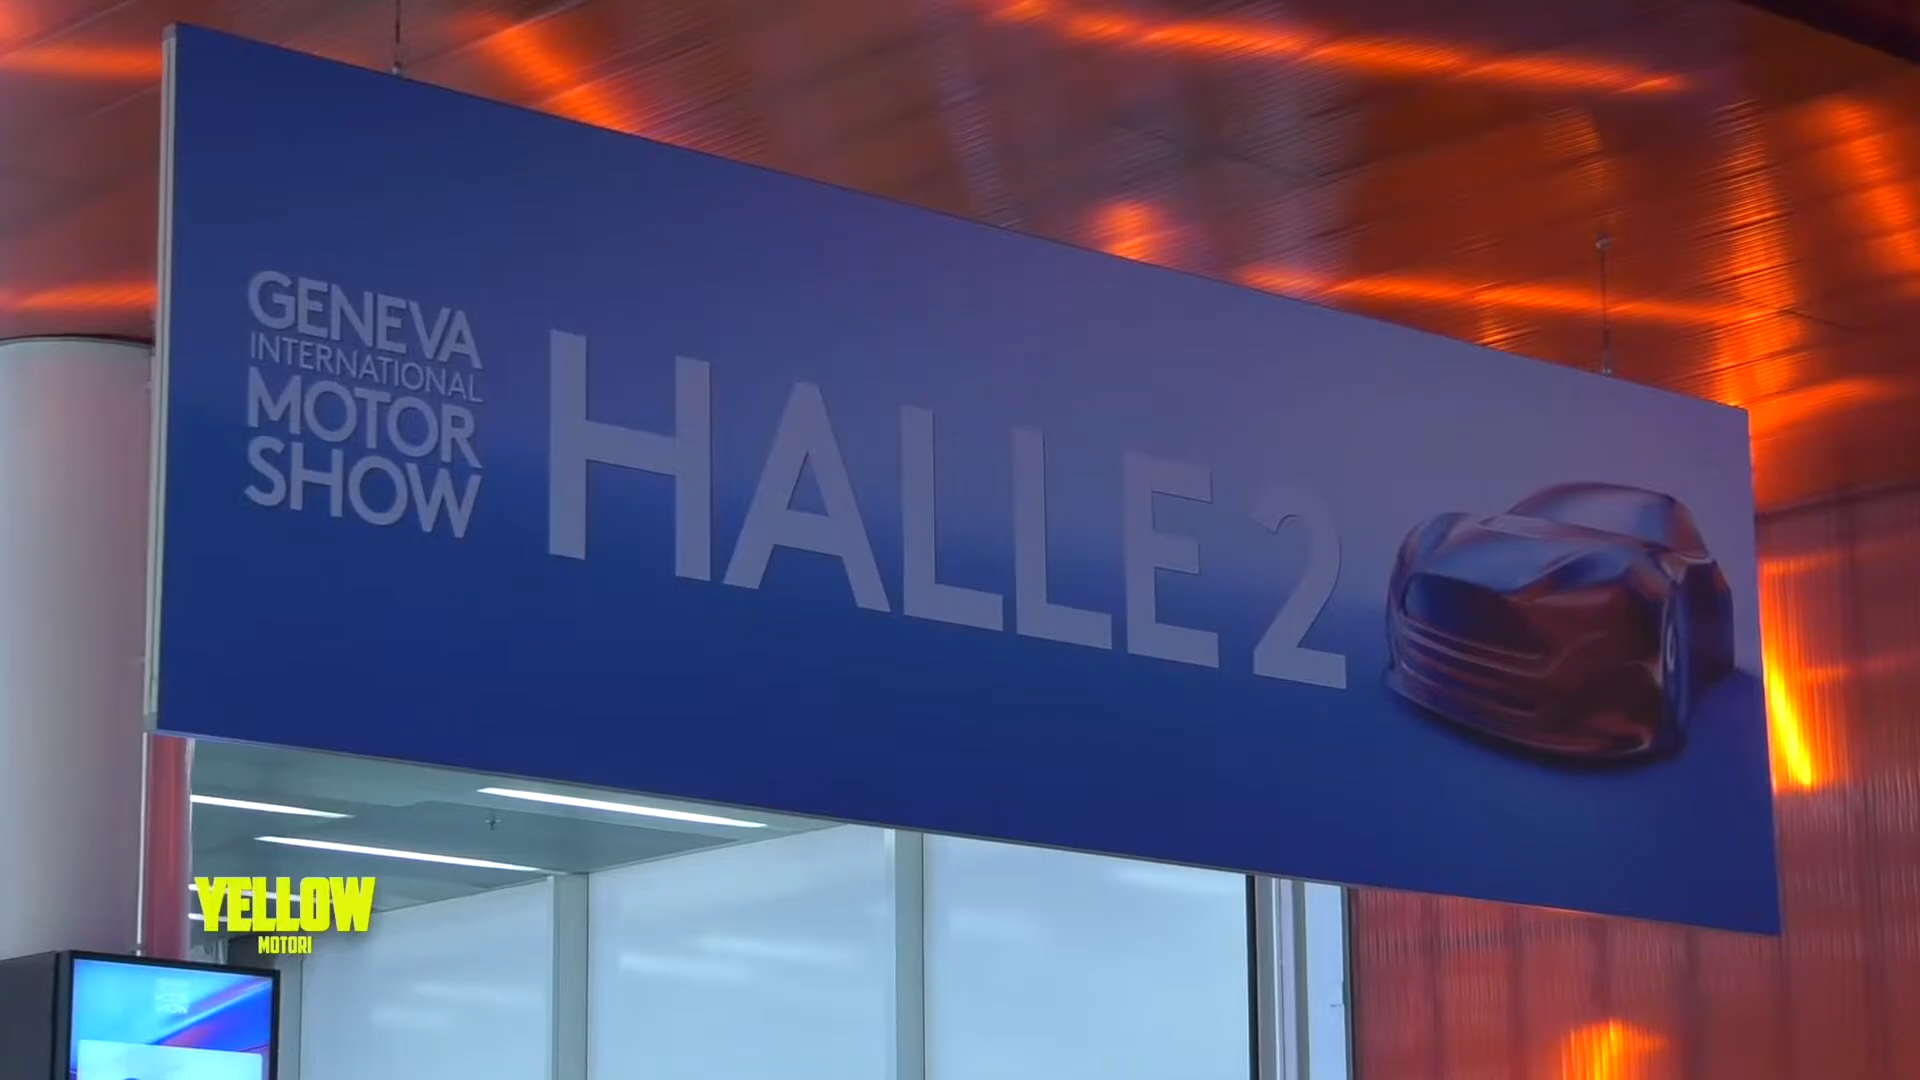 GENEVA
INTERNATIONAL
MOTOR
SHOW
HALLE 2
YELLOW
MOTORI